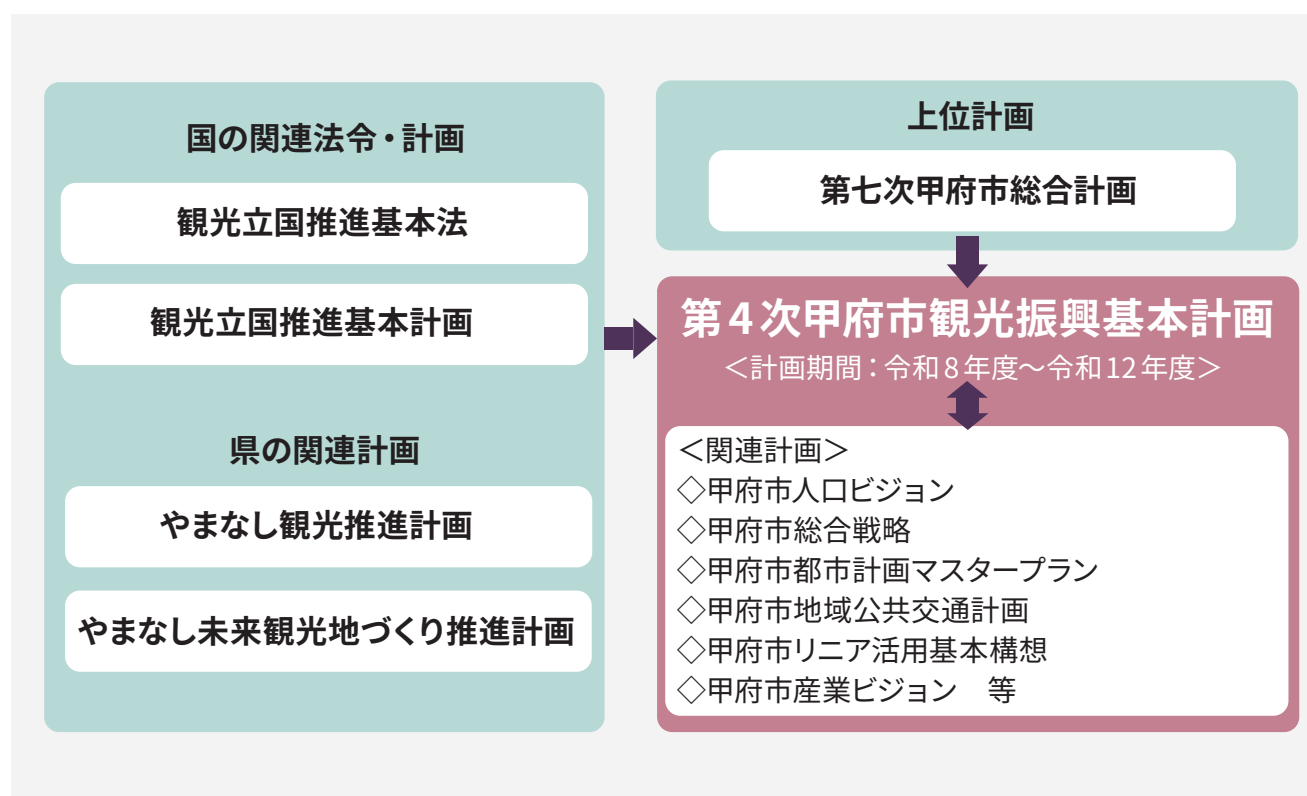 国の関連法令・計画
観光立国推進基本法
観光立国推進基本計画
県の関連計画
やまなし観光推進計画
やまなし未来観光地づくり推進計画
上位計画
第七次甲府市総合計画
第4次甲府市観光振興基本計画
＜計画期間：令和8年度～令和12年度＞
＜関連計画＞
◇甲府市人口ビジョン
◇甲府市総合戦略
◇甲府市都市計画マスタープラン
◇甲府市地域公共交通計画
◇甲府市リニア活用基本構想
◇甲府市産業ビジョン　等